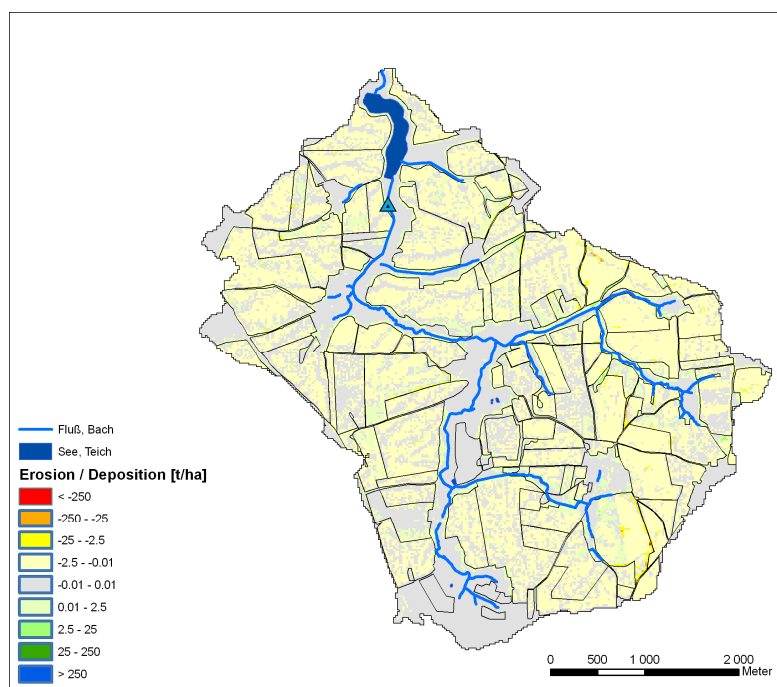 Fluß, Bach
See, Teich
Erosion / Deposition [t/ha]
< -250
-250 - -25
-25 - -2.5
-2.5 - -0.01
-0.01 - 0.01
0.01 - 2.5
2.5 - 25
25 - 250
> 250
0 500 1 000 2 000
Meter